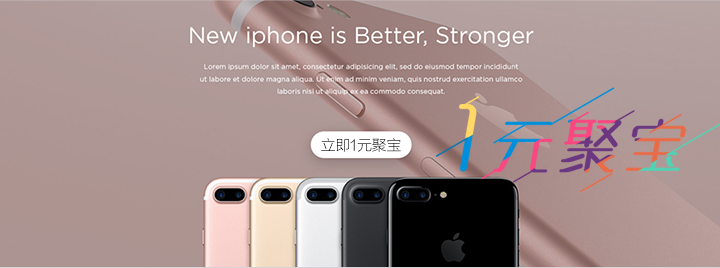 New iphone is Better, Stronger
Lorem ipsum dolor sit amet, consectetur adipisicing elit, sed do eiusmod tempor incididunt
ut labore et dolore magna aliqua. Ut enim ad minim veniam, quis nostrud exercitation ullamco
laboris nisi ut aliquip ex ea commodo consequat.
立即1元聚宝
1元聚宝